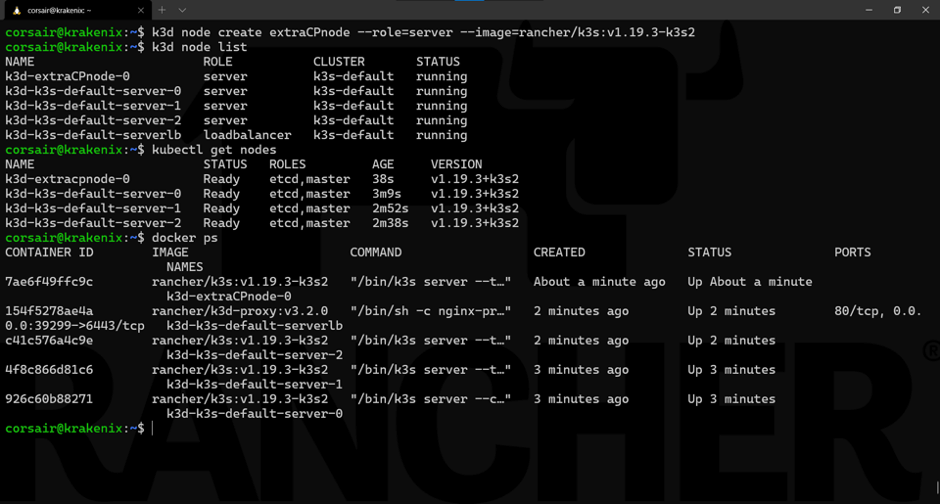 corsair@krakenix: ~
corsair@krakenix:~$ k3d node create extraCPnode --role=server --image=rancher/k3s:v1.19.3-k3s2
corsair@krakenix:~$ k3d node list
NAME ROLE CLUSTER STATUS
k3d-extraCPnode-0 server k3s-default running
k3d-k3s-default-server-0 server k3s-default running
k3d-k3s-default-server-1 server k3s-default running
k3d-k3s-default-server-2 server k3s-default running
k3d-k3s-default-serverlb loadbalancer k3s-default running
corsair@krakenix:~$ kubectl get nodes
NAME STATUS ROLES AGE VERSION
k3d-extracpnode-0 Ready etcd,master 38s v1.19.3+k3s2
k3d-k3s-default-server-0 Ready etcd,master 3m9s v1.19.3+k3s2
k3d-k3s-default-server-1 Ready etcd,master 2m52s v1.19.3+k3s2
k3d-k3s-default-server-2 Ready etcd,master 2m38s v1.19.3+k3s2
corsair@krakenix:~$ docker ps
CONTAINER ID IMAGE COMMAND CREATED STATUS PORTS
NAMES
7ae6f49ffc9c rancher/k3s:v1.19.3-k3s2 "/bin/k3s server --t…" About a minute ago Up About a minute
k3d-extraCPnode-0
154f5278ae4a rancher/k3d-proxy:v3.2.0 "/bin/sh -c nginx-pr…" 2 minutes ago Up 2 minutes 80/tcp, 0.0.
0.0:39299->6443/tcp k3d-k3s-default-serverlb
c41c576a4c9e rancher/k3s:v1.19.3-k3s2 "/bin/k3s server --t…" 2 minutes ago Up 2 minutes
k3d-k3s-default-server-2
4f8c866d81c6 rancher/k3s:v1.19.3-k3s2 "/bin/k3s server --t…" 3 minutes ago Up 3 minutes
k3d-k3s-default-server-1
926c60b88271 rancher/k3s:v1.19.3-k3s2 "/bin/k3s server --c…" 3 minutes ago Up 3 minutes
k3d-k3s-default-server-0
corsair@krakenix:~$
RANCHER®